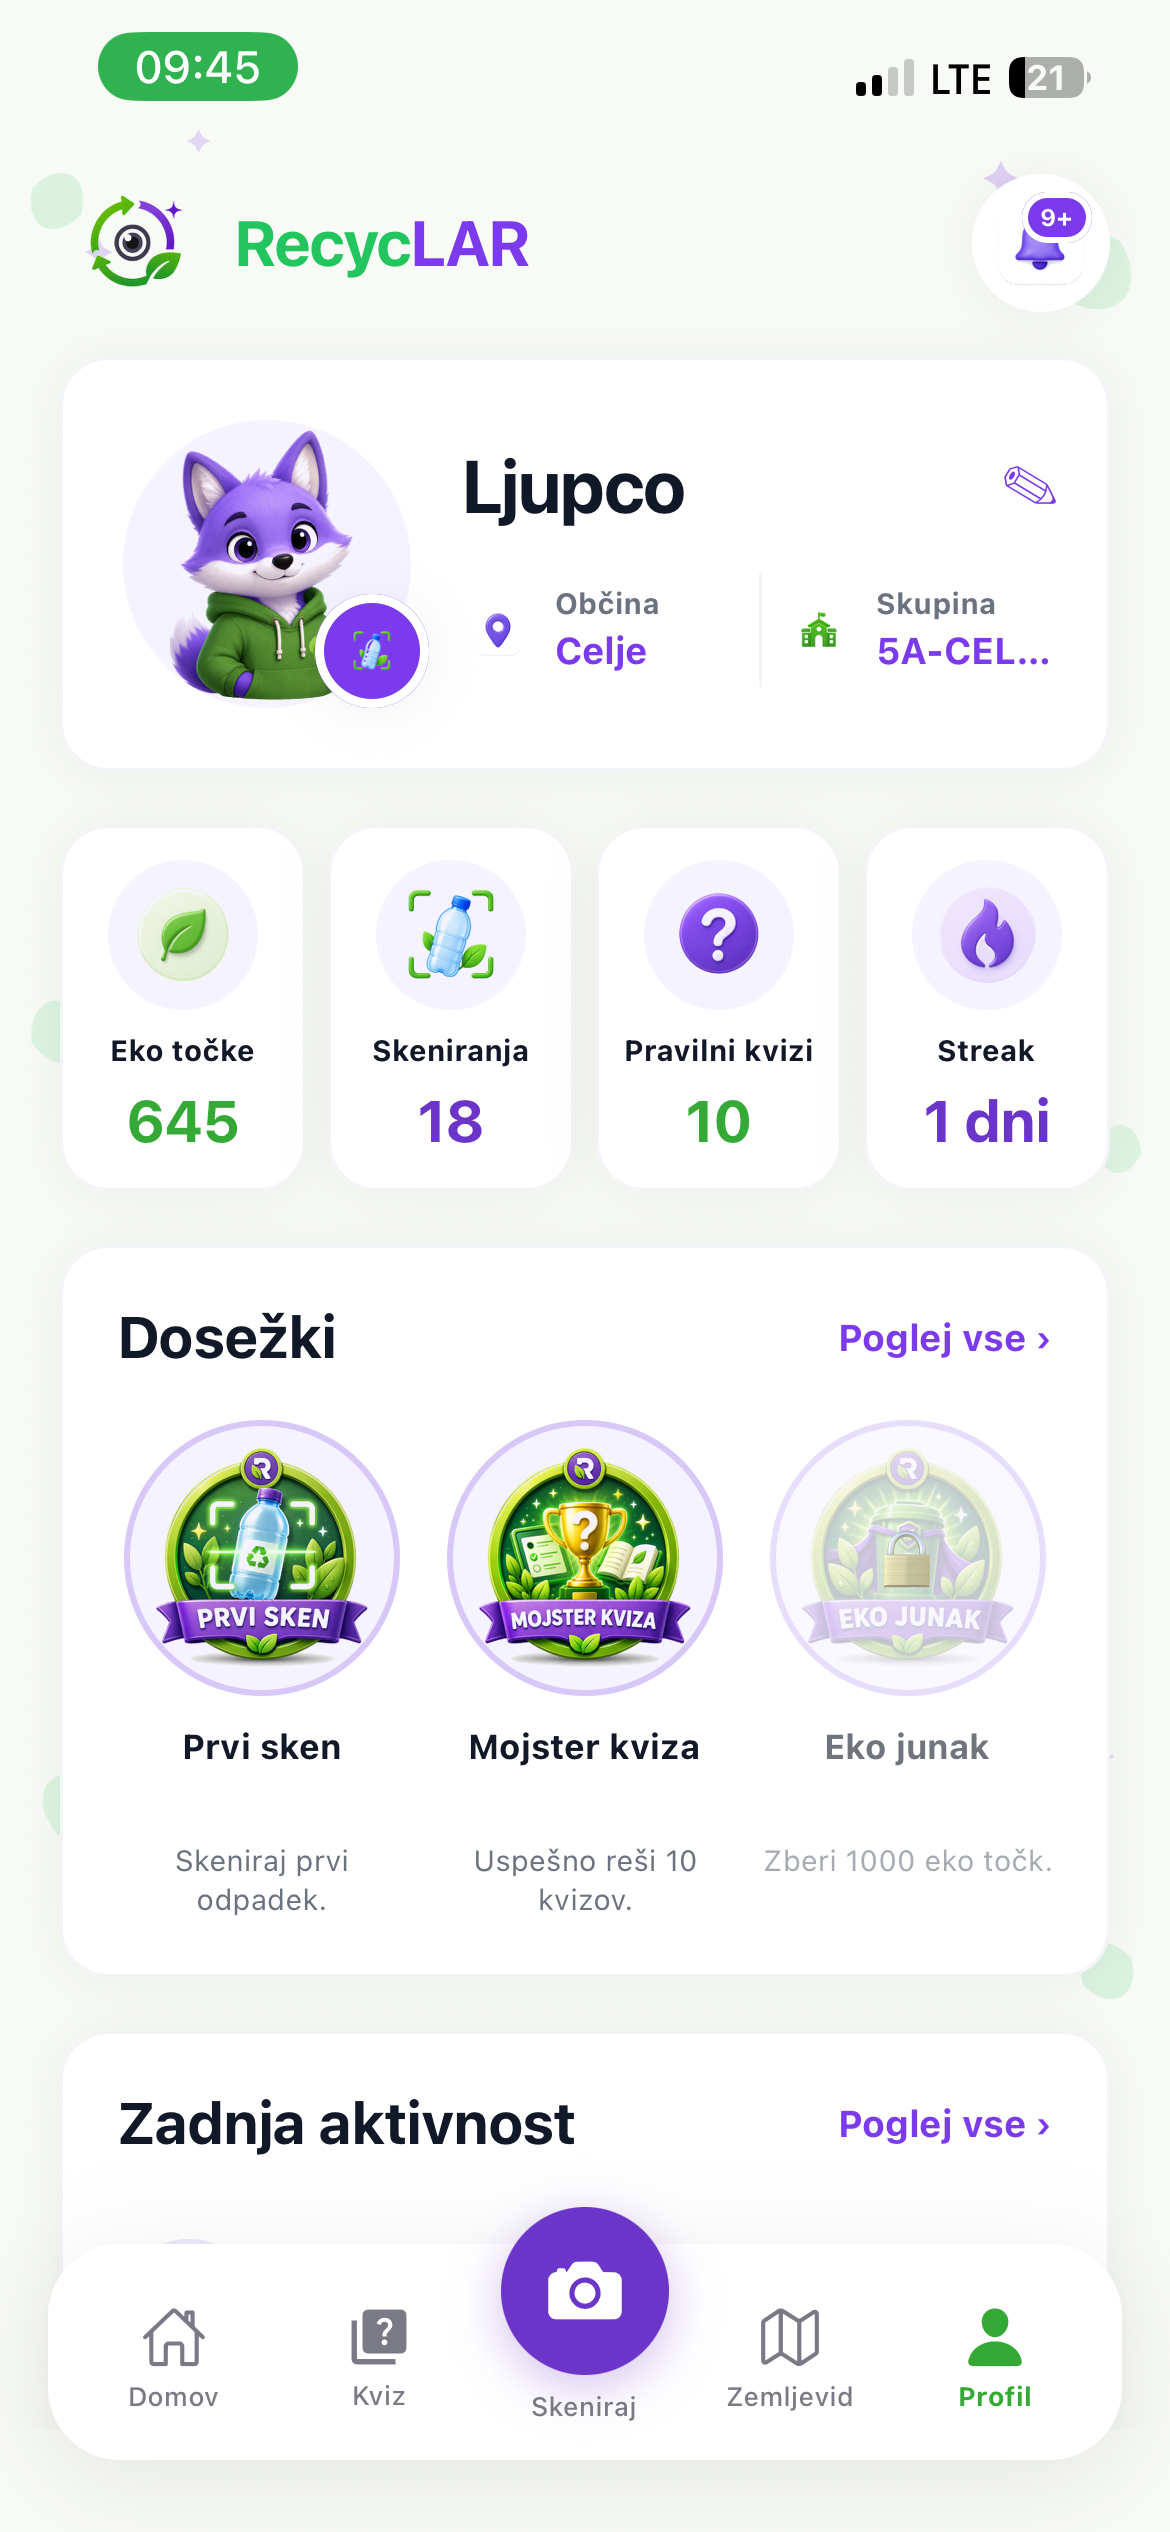 09:45
LTE 21
RecycLAR
9+
Ljupco
Občina
Celje
Skupina
5A-CEL...
Eko točke
645
Skeniranja
18
Pravilni kvizi
10
Streak
1 dni
Dosežki
Poglej vse ›
PRVI SKEN
MOJSTER KVIZA
EKO JUNAK
Prvi sken
Mojster kviza
Eko junak
Skeniraj prvi
odpadek.
Uspešno reši 10
kvizov.
Zberi 1000 eko točk.
Zadnja aktivnost
Poglej vse ›
Domov
Kviz
Skeniraj
Zemljevid
Profil